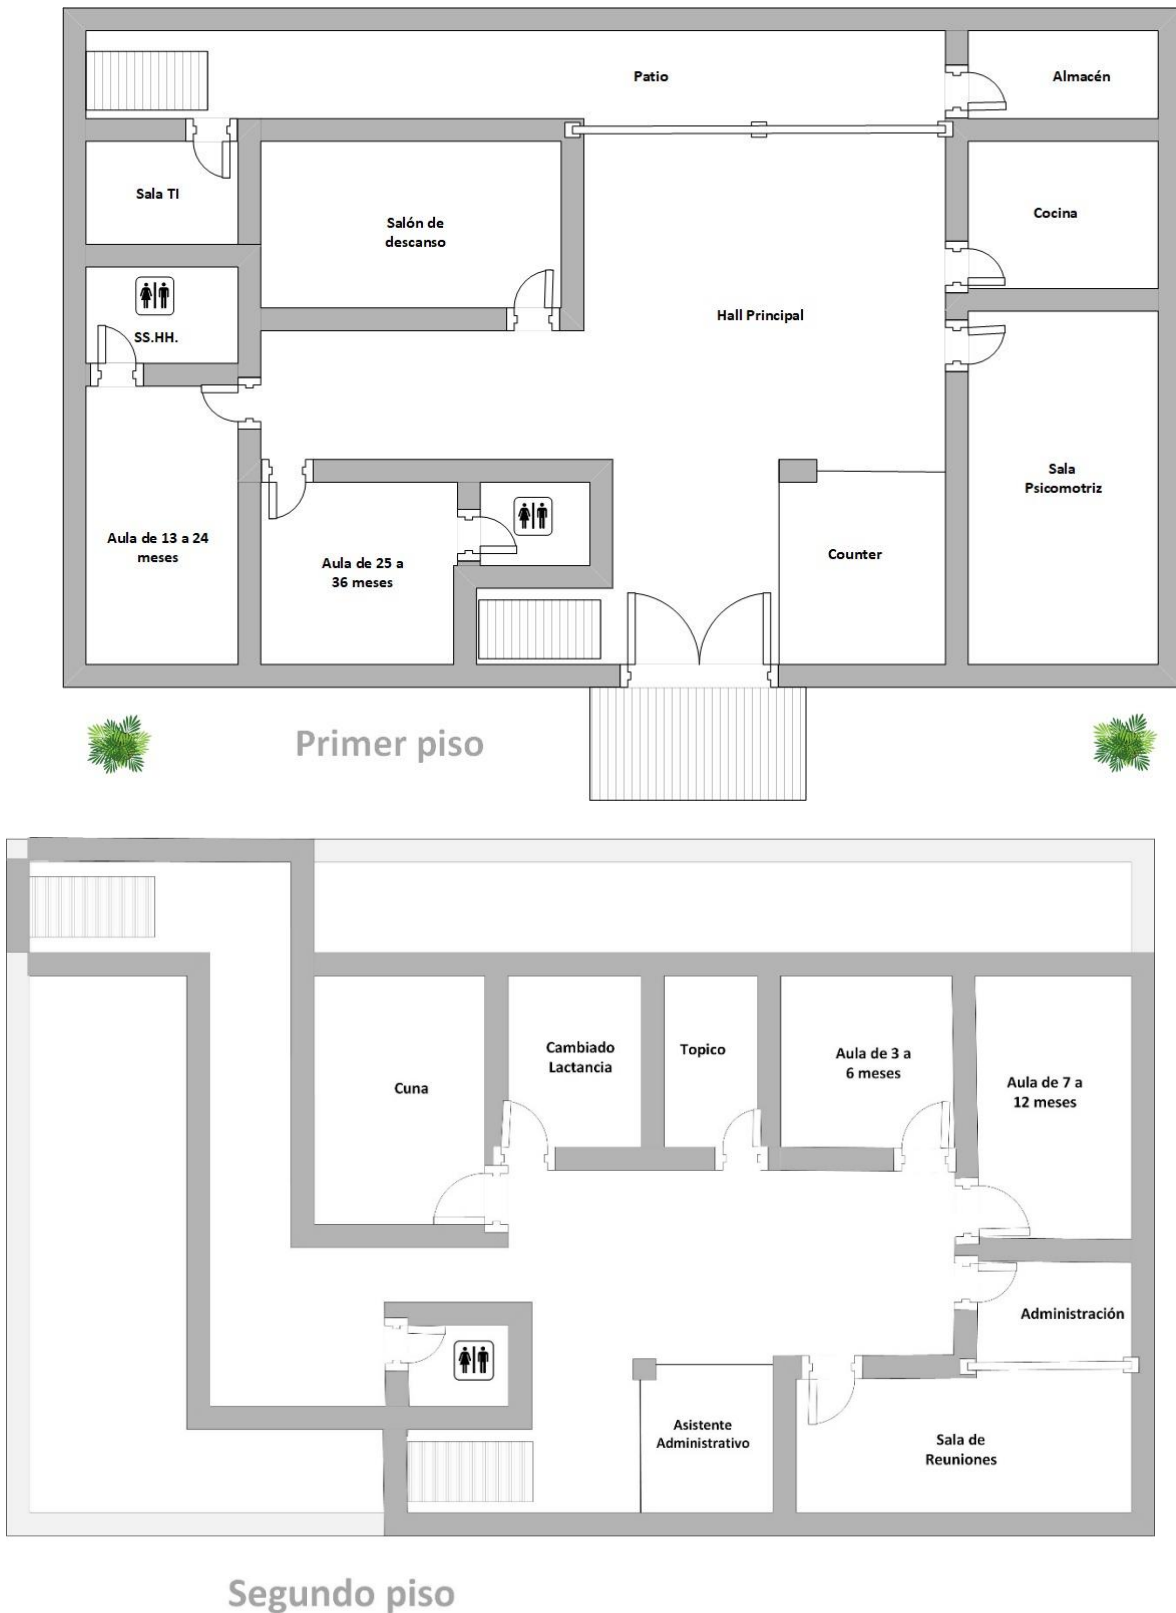 Patio
Almacén
Sala TI
Salón de
descanso
Cocina
SS.HH.
Hall Principal
Sala
Psicomotriz
Aula de 13 a 24
meses
Aula de 25 a
36 meses
Counter
Primer piso
Cuna
Cambiado
Lactancia
Topico
Aula de 3 a
6 meses
Aula de 7 a
12 meses
Administración
Asistente
Administrativo
Sala de
Reuniones
Segundo piso